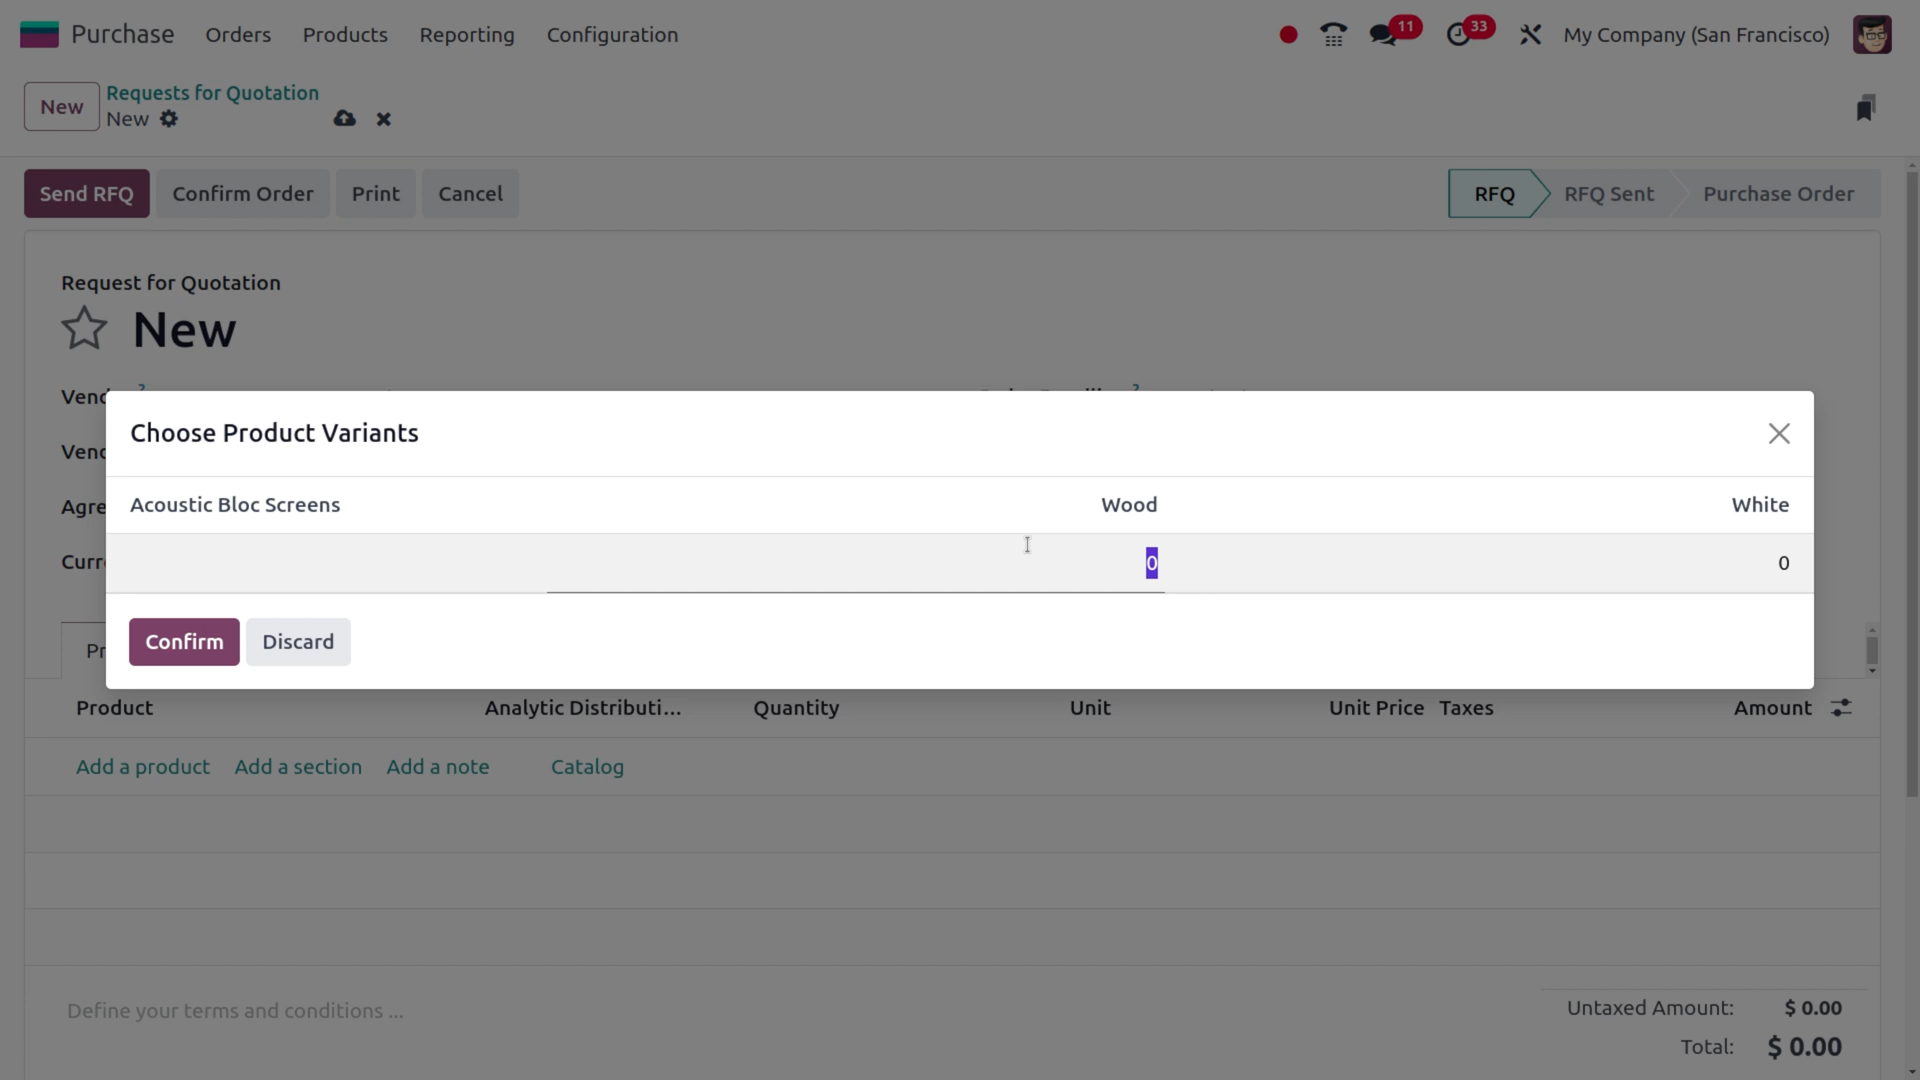 Purchase Orders Products Reporting Configuration 11 33 My Company (San Francisco)
New Requests for Quotation
New
Send RFQ Confirm Order Print Cancel RFQ RFQ Sent Purchase Order
Request for Quotation
New
Choose Product Variants
Acoustic Bloc Screens Wood White
0 0
Confirm Discard
Product Analytic Distributi... Quantity Unit Unit Price Taxes Amount
Add a product Add a section Add a note Catalog
Define your terms and conditions ...
Untaxed Amount: $ 0.00
Total: $ 0.00